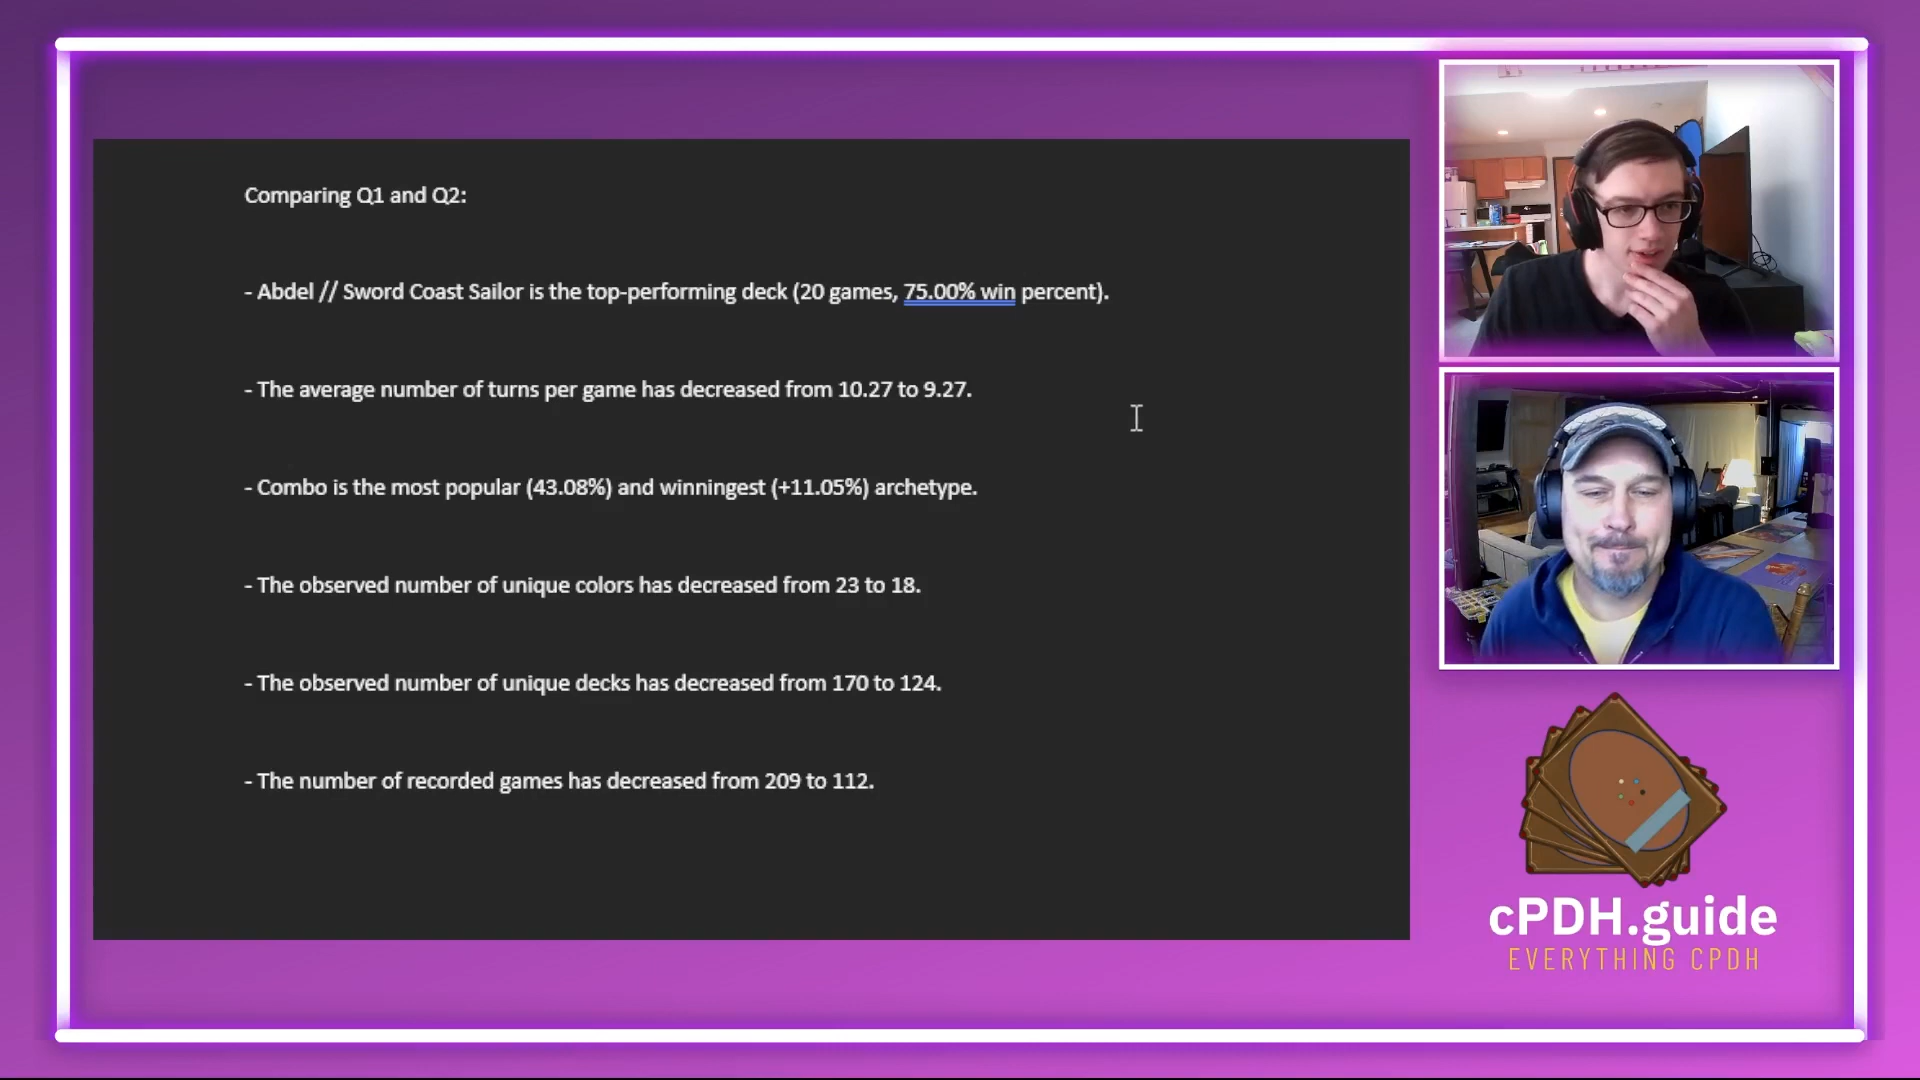 Comparing Q1 and Q2:
- Abdel // Sword Coast Sailor is the top-performing deck (20 games, 75.00% win percent).
- The average number of turns per game has decreased from 10.27 to 9.27.
- Combo is the most popular (43.08%) and winningest (+11.05%) archetype.
- The observed number of unique colors has decreased from 23 to 18.
- The observed number of unique decks has decreased from 170 to 124.
- The number of recorded games has decreased from 209 to 112.
cPDH.guide
EVERYTHING CPDH